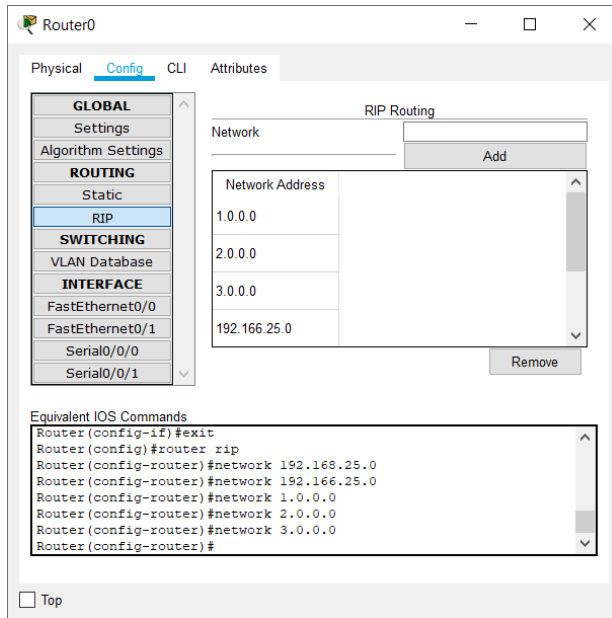 Router0
Physical Config CLI Attributes
GLOBAL
Settings
Algorithm Settings
ROUTING
Static
RIP
SWITCHING
VLAN Database
INTERFACE
FastEthernet0/0
FastEthernet0/1
Serial0/0/0
Serial0/0/1
RIP Routing
Network
Add
Network Address
1.0.0.0
2.0.0.0
3.0.0.0
192.166.25.0
Remove
Equivalent IOS Commands
Router(config-if)#exit
Router(config)#router rip
Router(config-router)#network 192.168.25.0
Router(config-router)#network 192.166.25.0
Router(config-router)#network 1.0.0.0
Router(config-router)#network 2.0.0.0
Router(config-router)#network 3.0.0.0
Router(config-router)#
Top